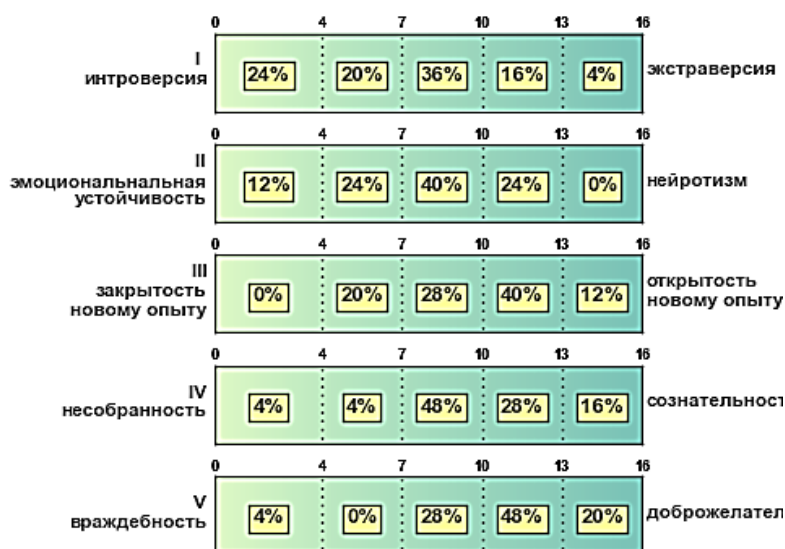 0 4 7 10 13 16
I
интроверсия
24% 20% 36% 16% 4%
экстраверсия
0 4 7 10 13 16
II
эмоциональнальная
устойчивость
12% 24% 40% 24% 0%
нейротизм
0 4 7 10 13 16
III
закрытость
новому опыту
0% 20% 28% 40% 12%
открытость
новому опыту
0 4 7 10 13 16
IV
несобранность
4% 4% 48% 28% 16%
сознательност
0 4 7 10 13 16
V
враждебность
4% 0% 28% 48% 20%
доброжелател